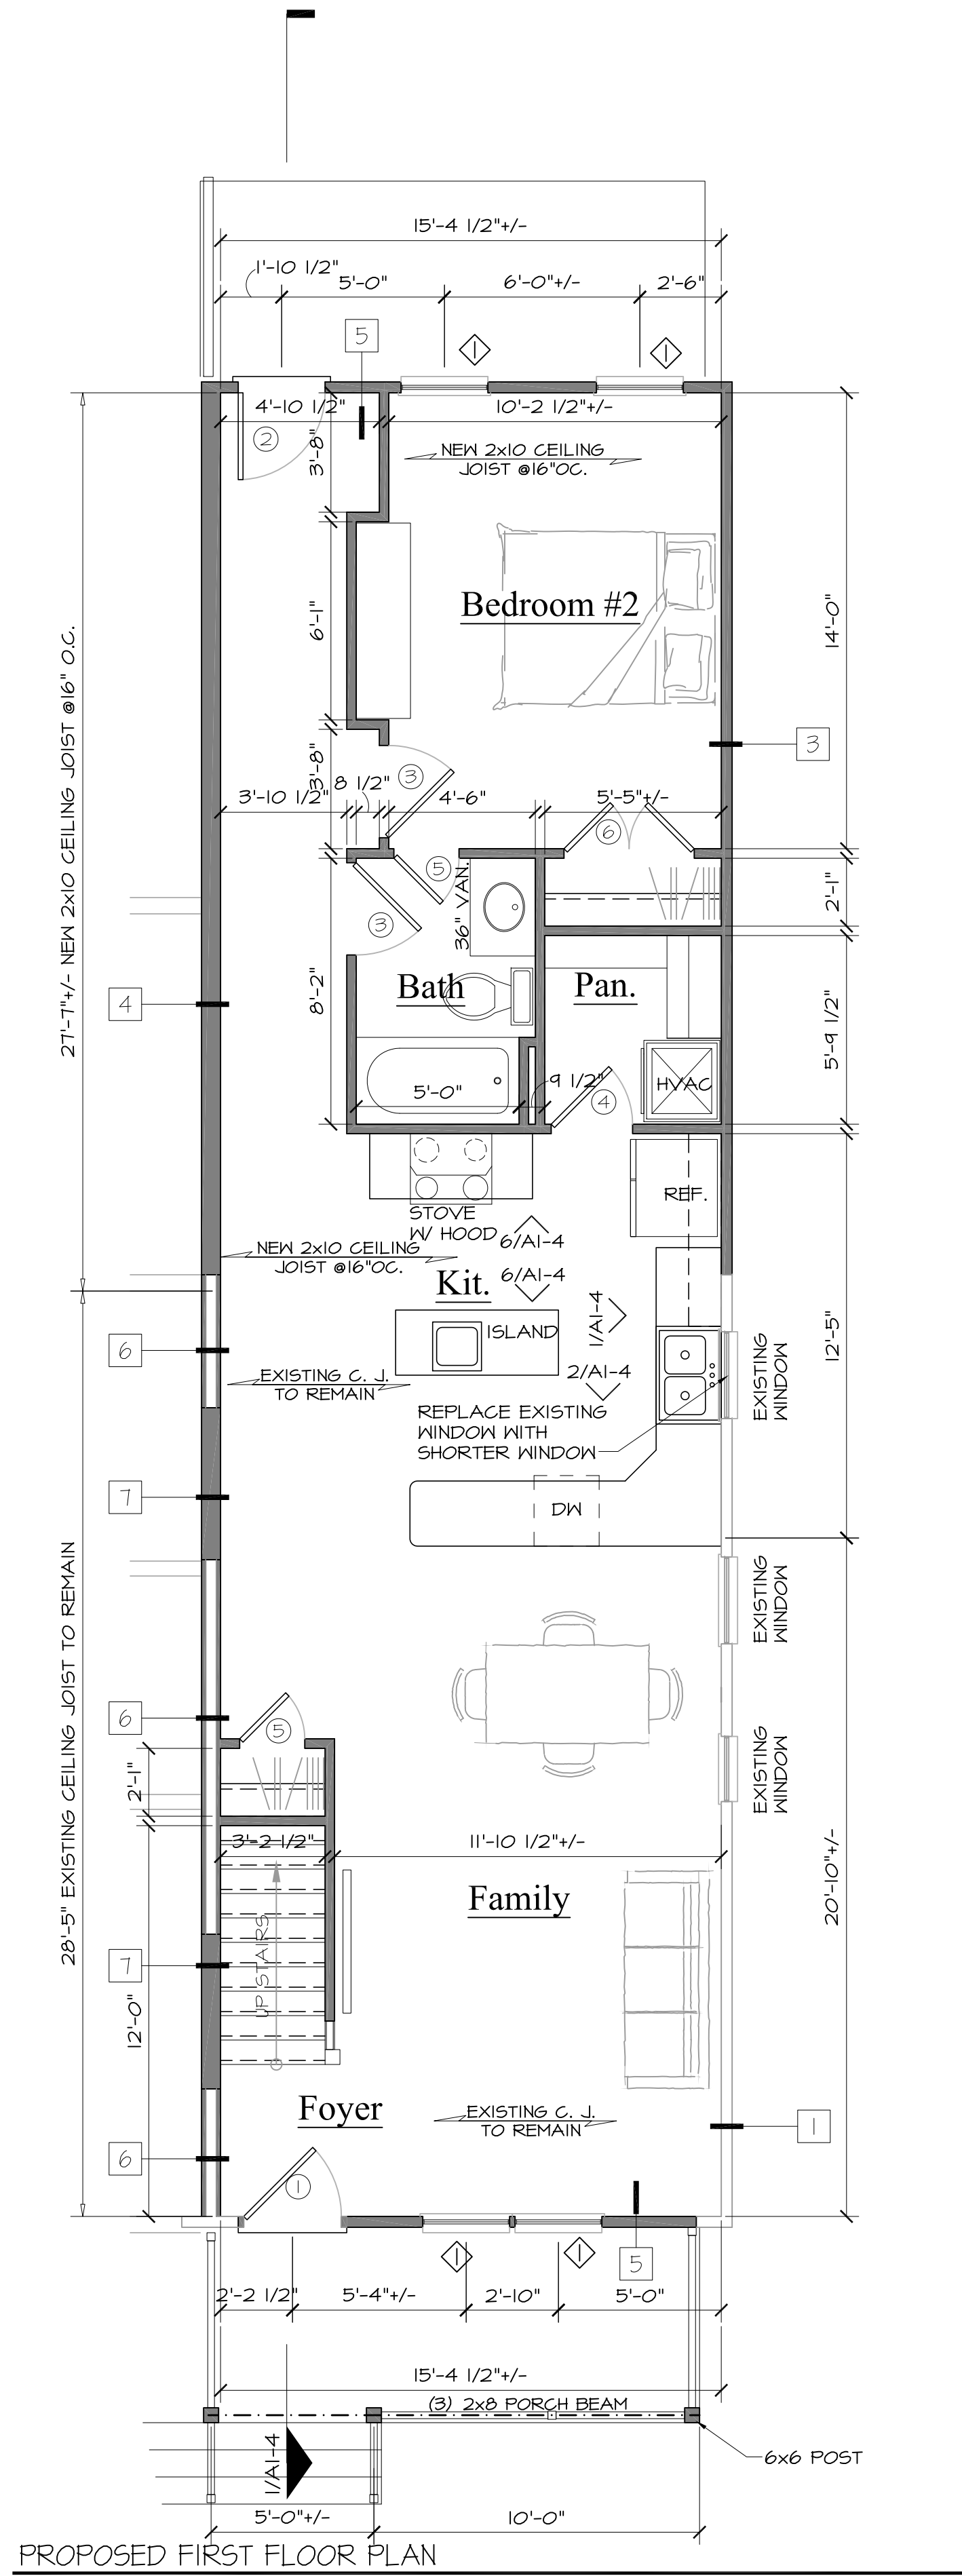 15'-4 1/2"+/-
1'-10 1/2"
5'-0"
6'-0"+/-
2'-6"
5
1
1
4'-10 1/2"
10'-2 1/2"+/-
2
3'-8"
NEW 2x10 CEILING
JOIST @16"OC.
Bedroom #2
6'-1"
14'-0"
27'-7"+/- NEW 2x10 CEILING JOIST @16" O.C.
3
3'-8"
3
3'-10 1/2"
8 1/2"
4'-6"
5'-5"+/-
6
5
36" VAN.
2'-1"
3
Bath
Pan.
8'-2"
4
5'-9 1/2"
HVAC
5'-0"
9 1/2"
4
REF.
STOVE
W/ HOOD
6/A1-4
NEW 2x10 CEILING
JOIST @16"OC.
Kit.
6/A1-4
1/A1-4
ISLAND
6
12'-5"
EXISTING
WINDOW
EXISTING C. J.
TO REMAIN
2/A1-4
REPLACE EXISTING
WINDOW WITH
SHORTER WINDOW
7
DW
EXISTING
WINDOW
28'-5" EXISTING CEILING JOIST TO REMAIN
6
5
EXISTING
WINDOW
2'-1"
3'-2 1/2"
11'-10 1/2"+/-
Family
20'-10"+/-
UP STAIRS
7
12'-0"
Foyer
EXISTING C. J.
TO REMAIN
1
6
1
5
1
1
2'-2 1/2"
5'-4"+/-
2'-10"
5'-0"
15'-4 1/2"+/-
(3) 2x8 PORCH BEAM
1/A1-4
6x6 POST
5'-0"+/-
10'-0"
PROPOSED FIRST FLOOR PLAN